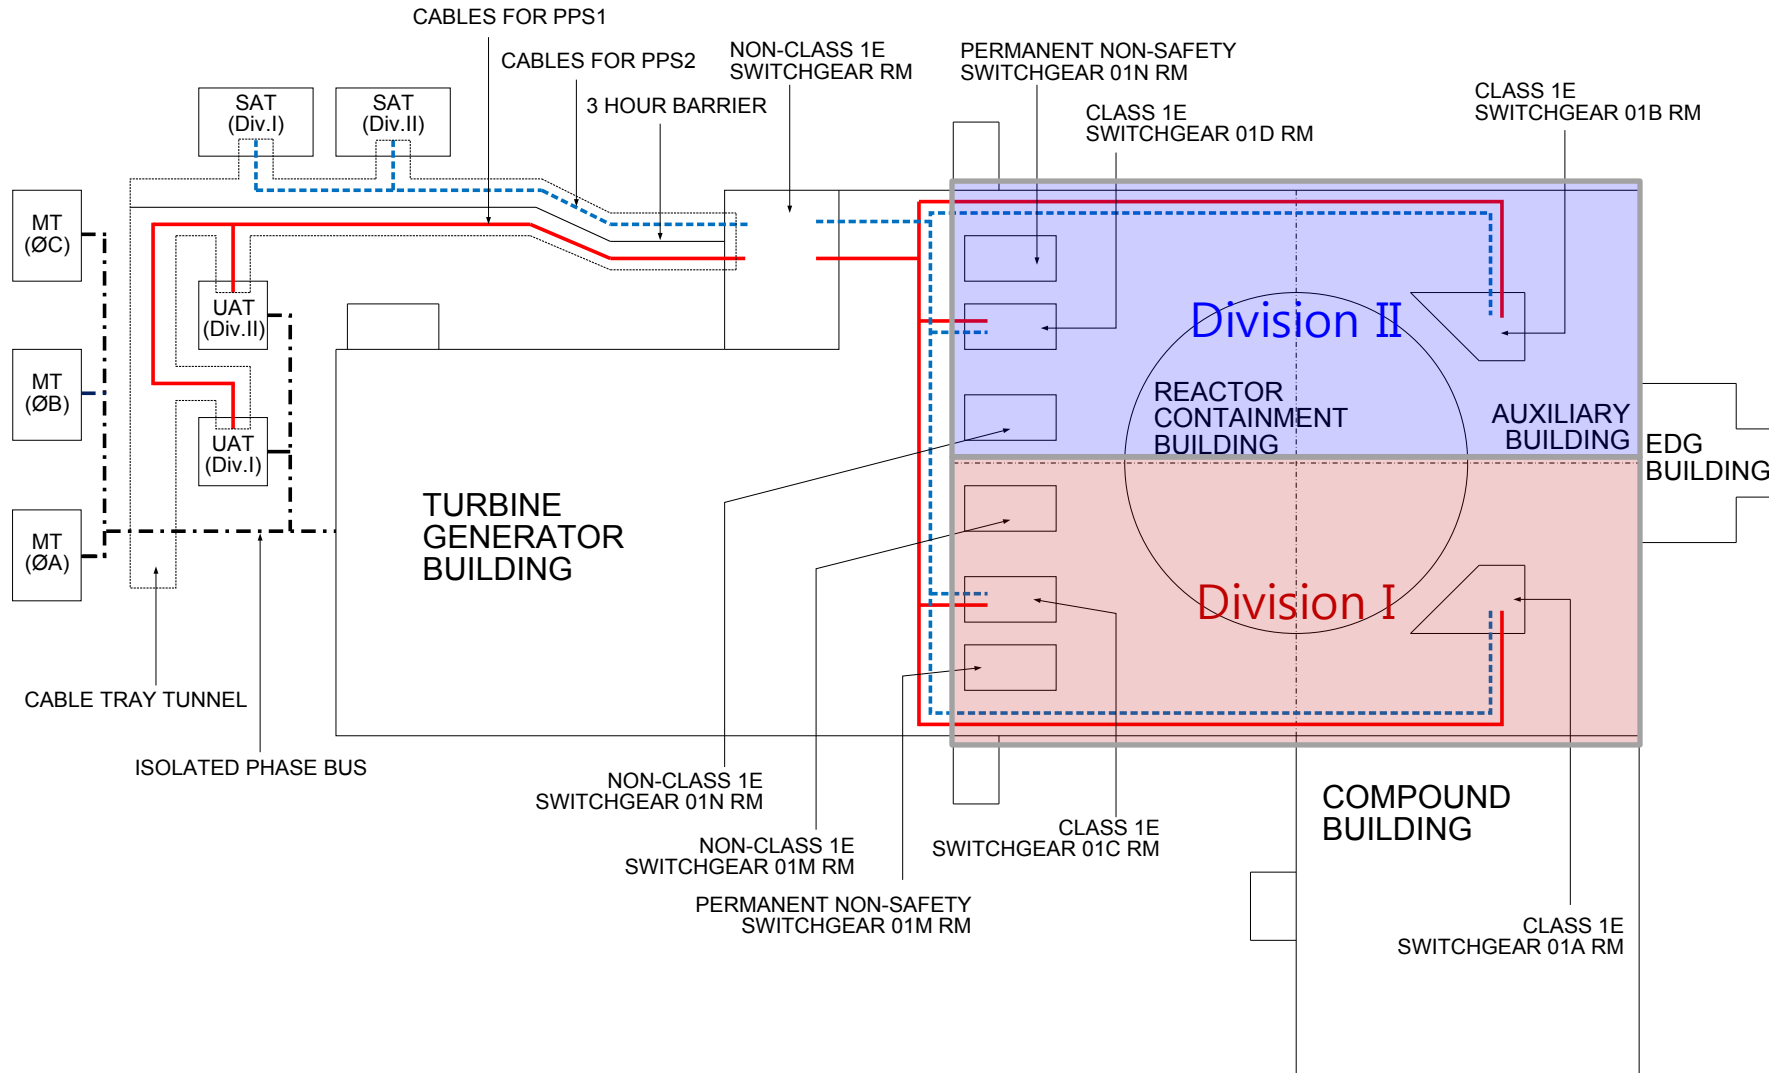 CABLES FOR PPS1
CABLES FOR PPS2
3 HOUR BARRIER
NON-CLASS 1E
SWITCHGEAR RM
PERMANENT NON-SAFETY
SWITCHGEAR 01N RM
CLASS 1E
SWITCHGEAR 01D RM
CLASS 1E
SWITCHGEAR 01B RM
SAT
(Div.I)
SAT
(Div.II)
MT
(ØC)
UAT
(Div.II)
MT
(ØB)
UAT
(Div.I)
MT
(ØA)
Division Ⅱ
REACTOR
CONTAINMENT
BUILDING
AUXILIARY
BUILDING
EDG
BUILDING
TURBINE
GENERATOR
BUILDING
Division Ⅰ
CABLE TRAY TUNNEL
ISOLATED PHASE BUS
NON-CLASS 1E
SWITCHGEAR 01N RM
NON-CLASS 1E
SWITCHGEAR 01M RM
PERMANENT NON-SAFETY
SWITCHGEAR 01M RM
CLASS 1E
SWITCHGEAR 01C RM
COMPOUND
BUILDING
CLASS 1E
SWITCHGEAR 01A RM